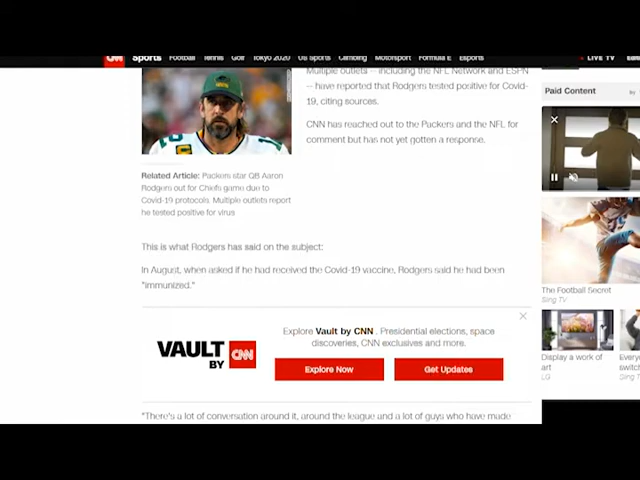 CNN Sports Football Tennis Golf Tokyo 2020 US Sports Climbing Motorsport Formula E Esports LIVE TV
Multiple outlets -- including the NFL Network and ESPN
-- have reported that Rodgers tested positive for Covid-
19, citing sources.
CNN has reached out to the Packers and the NFL for
comment but has not yet gotten a response.
Related Article: Packers star QB Aaron
Rodgers out for Chiefs game due to
Covid-19 protocols. Multiple outlets report
he tested positive for virus
This is what Rodgers has said on the subject:
In August, when asked if he had received the Covid-19 vaccine, Rodgers said he had been
"immunized."
VAULT
BY CNN
Explore Vault by CNN . Presidential elections, space
discoveries, CNN exclusives and more.
Explore Now
Get Updates
"There's a lot of conversation around it, around the league and a lot of guys who have made
Paid Content
by
The Football Secret
Sing TV
Display a work of
art
LG
Every
switch
Sing T